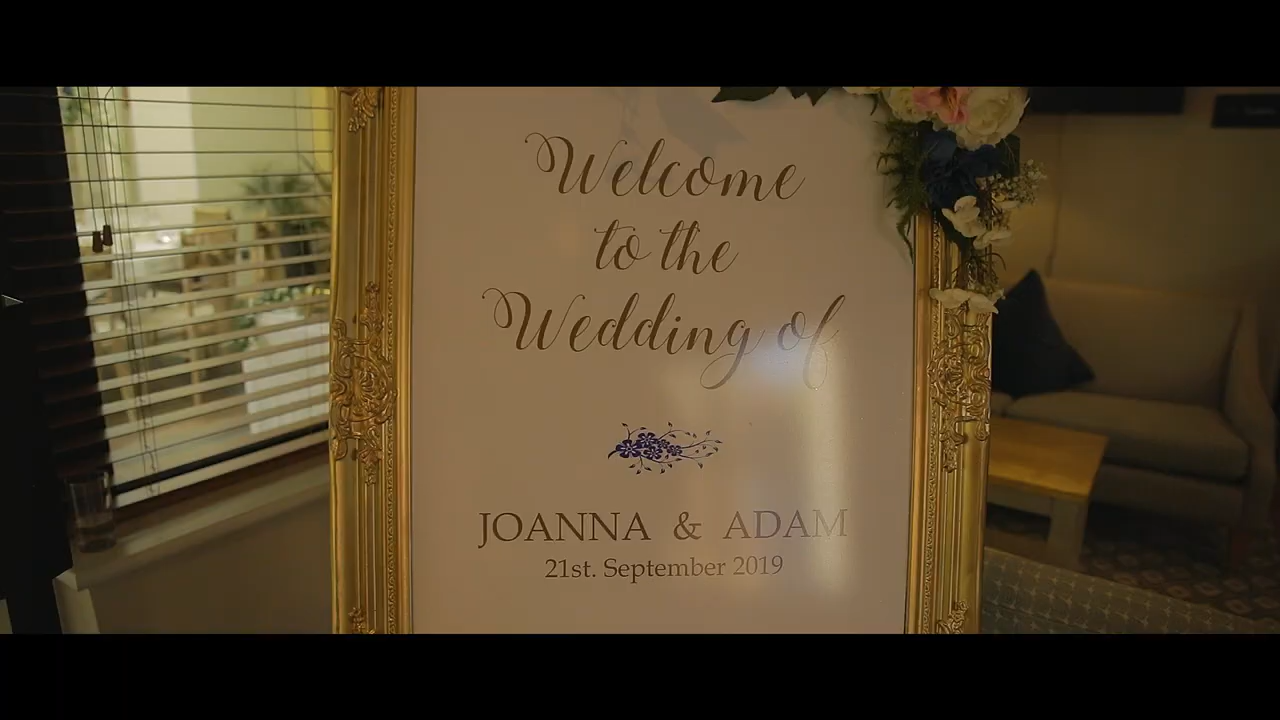 Welcome
to the
Wedding of
JOANNA & ADAM
21st. September 2019